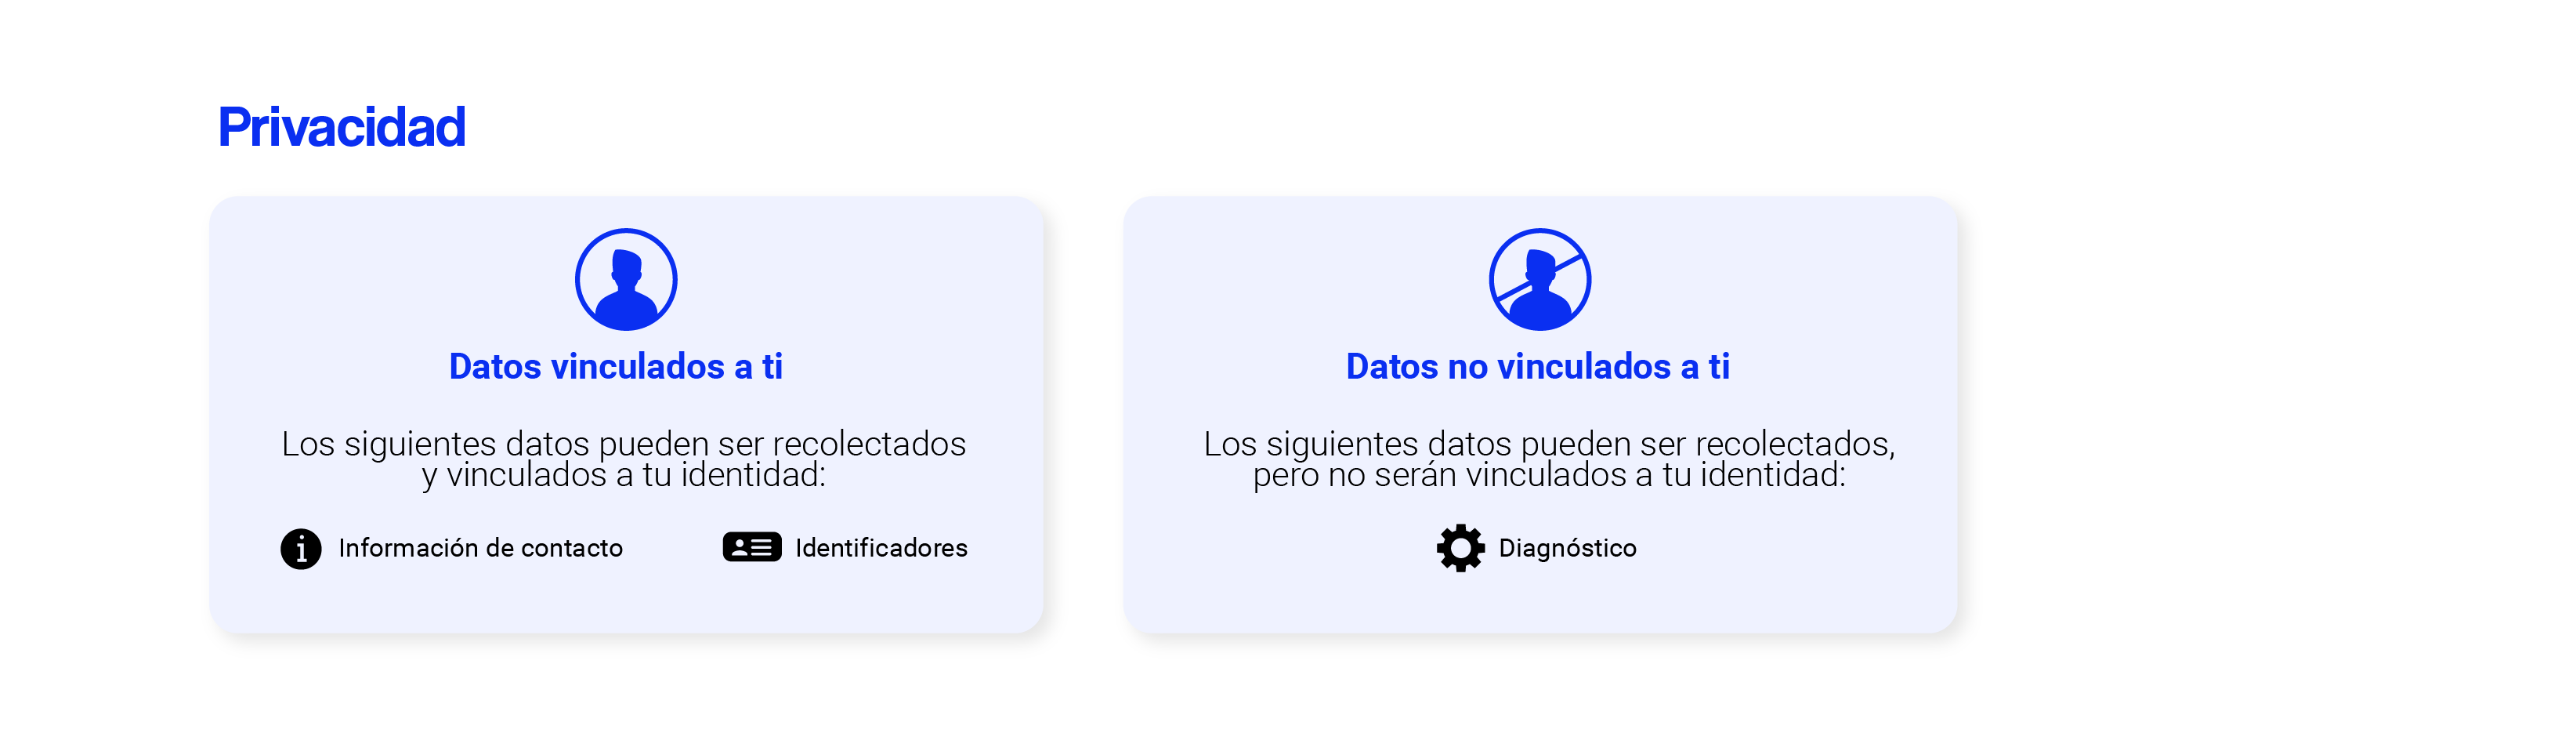 Privacidad
Datos vinculados a ti
Los siguientes datos pueden ser recolectados
y vinculados a tu identidad:
Información de contacto
Identificadores
Datos no vinculados a ti
Los siguientes datos pueden ser recolectados,
pero no serán vinculados a tu identidad:
Diagnóstico